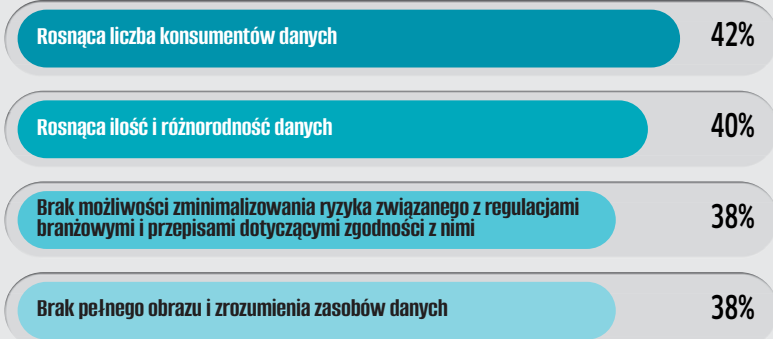 Rosnąca liczba konsumentów danych
42%
Rosnąca ilość i różnorodność danych
40%
Brak możliwości zminimalizowania ryzyka związanego z regulacjami
branżowymi i przepisami dotyczącymi zgodności z nimi
38%
Brak pełnego obrazu i zrozumienia zasobów danych
38%